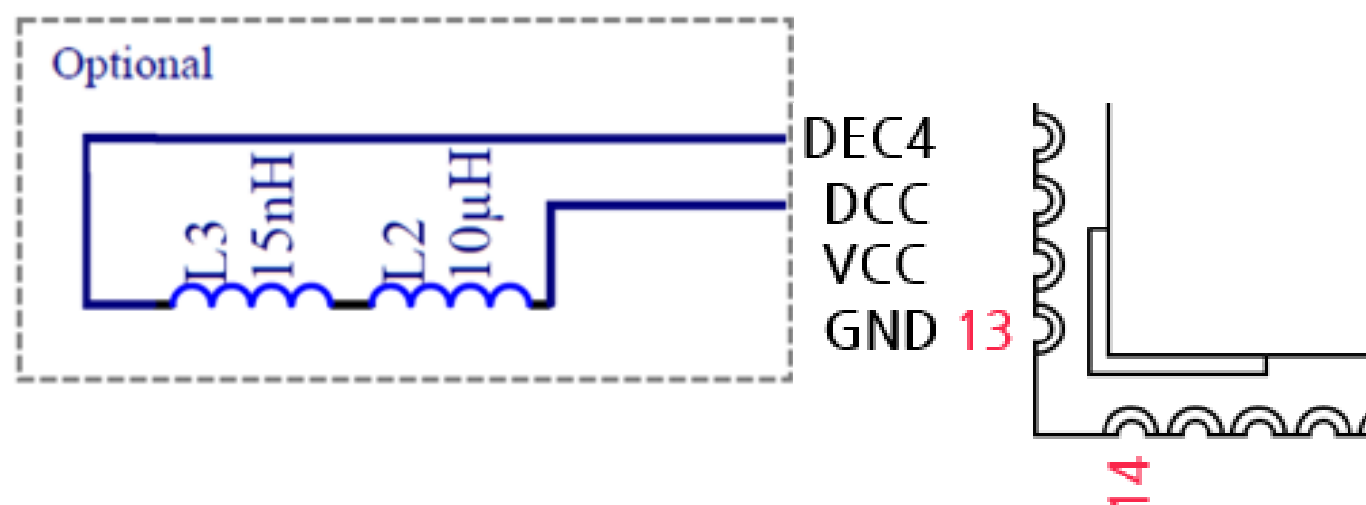 Optional
DEC4
L3
15nH
L2
10µH
DCC
VCC
GND 13
14